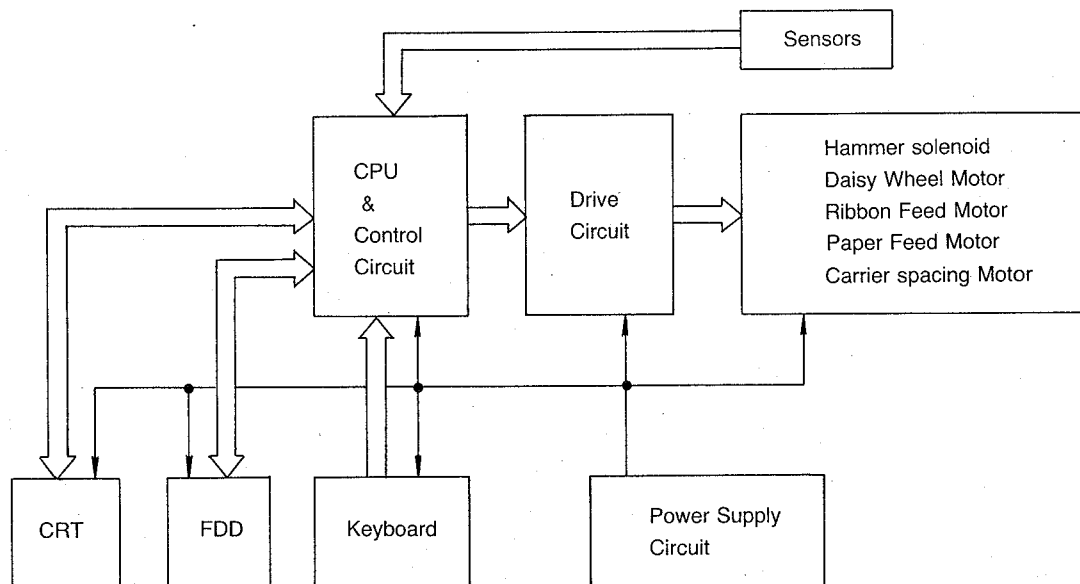 Sensors
CPU
&
Control
Circuit
Drive
Circuit
Hammer solenoid
Daisy Wheel Motor
Ribbon Feed Motor
Paper Feed Motor
Carrier spacing Motor
CRT
FDD
Keyboard
Power Supply
Circuit